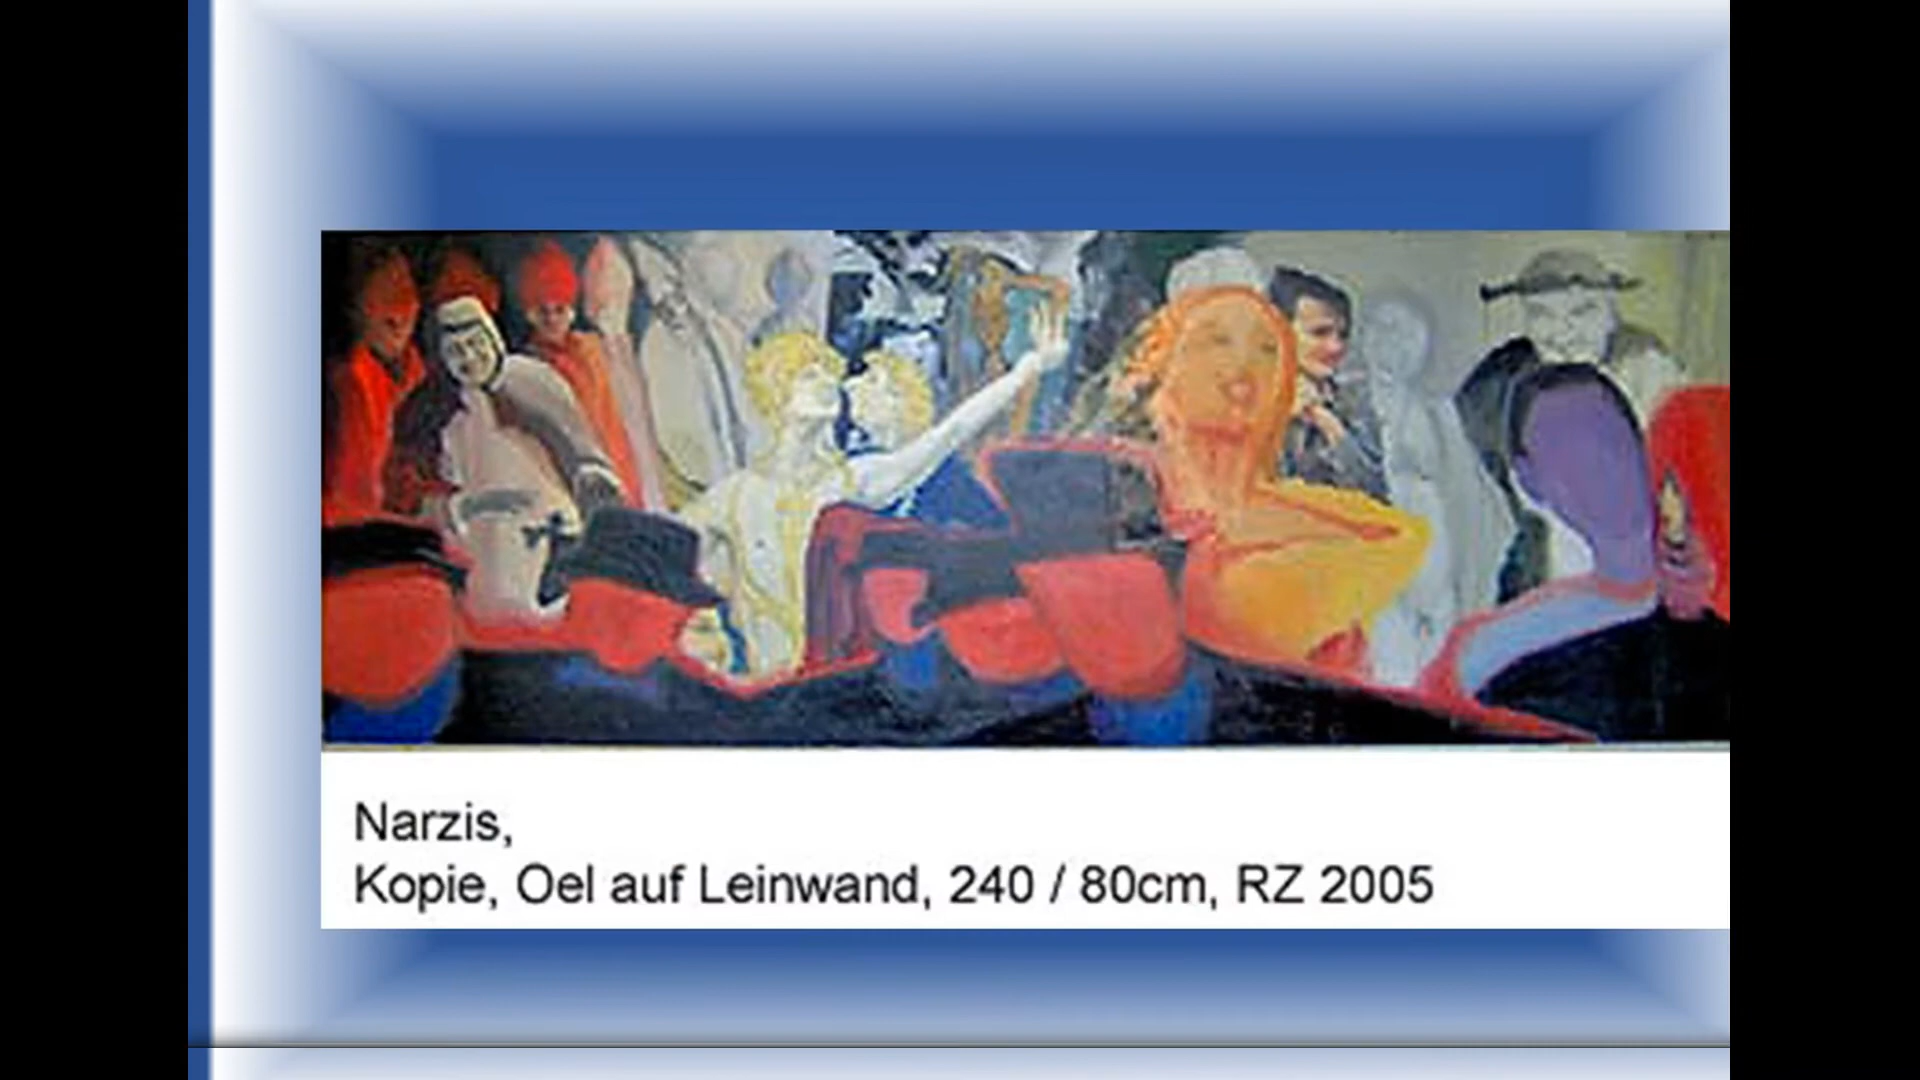 Narzis,
Kopie, Oel auf Leinwand, 240 / 80cm, RZ 2005